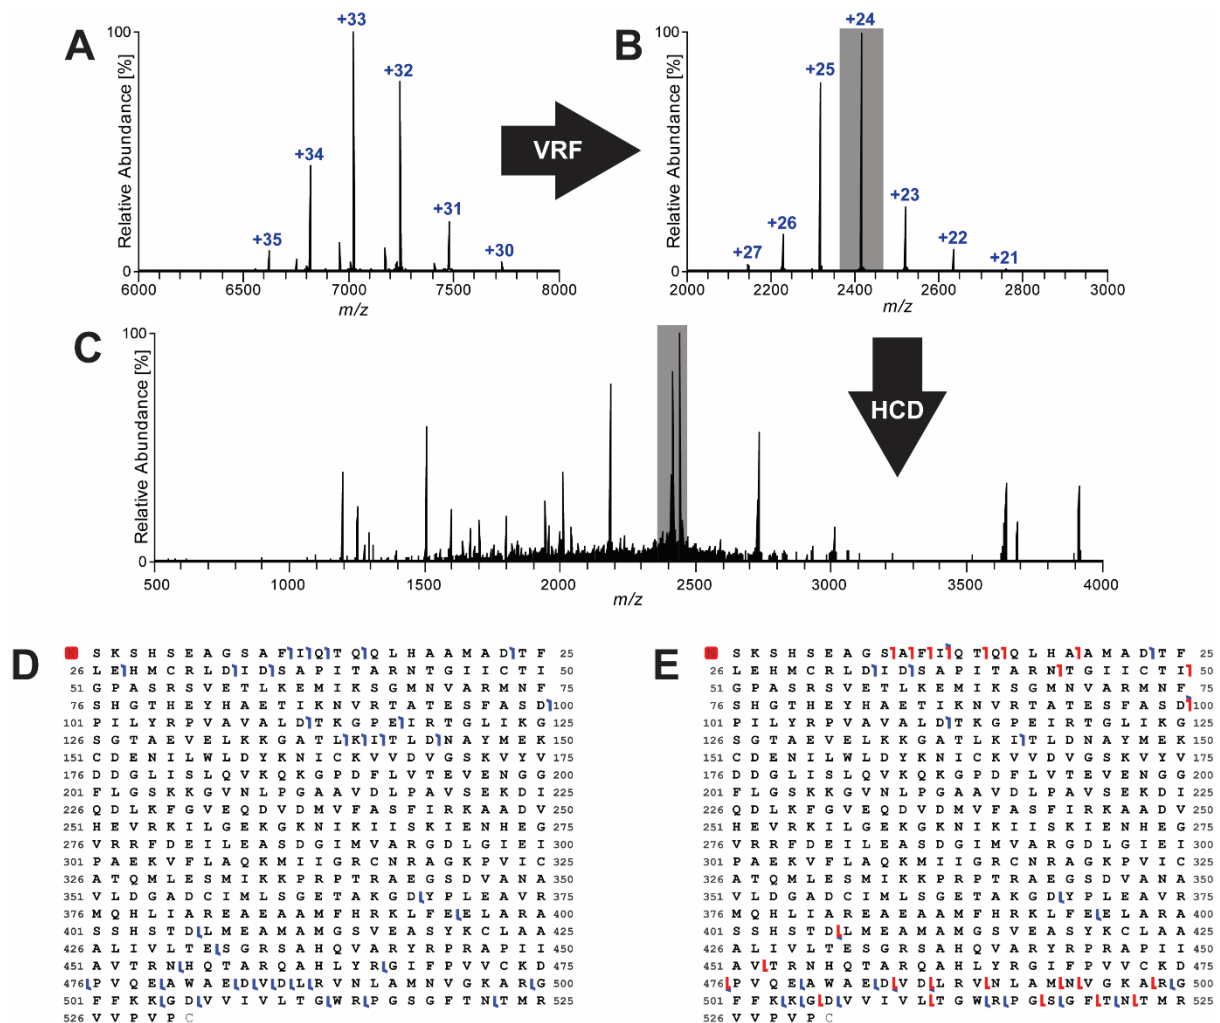 A
B
C
D
E
Relative Abundance [%]
100
0
+35
+34
+33
+32
+31
+30
6000 6500 7000 7500 8000
m/z
VRF
Relative Abundance [%]
100
0
+27
+26
+25
+24
+23
+22
+21
2000 2200 2400 2600 2800 3000
m/z
Relative Abundance [%]
100
0
500 1000 1500 2000 2500 3000 3500 4000
m/z
HCD
N S K S H S E A G S A F I Q T Q Q L H A A M A D T F 25
26 L E H M C R L D I D S A P I T A R N T G I I C T I 50
51 G P A S R S V E T L K E M I K S G M N V A R M N F 75
76 S H G T H E Y H A E T I K N V R T A T E S F A S D 100
101 P I L Y R P V A V A L D T K G P E I R T G L I K G 125
126 S G T A E V E L K K G A T L K I T L D N A Y M E K 150
151 C D E N I L W L D Y K N I C K V V D V G S K V Y V 175
176 D D G L I S L Q V K Q K G P D F L V T E V E N G G 200
201 F L G S K K G V N L P G A A V D L P A V S E K D I 225
226 Q D L K F G V E Q D V D M V F A S F I R K A A D V 250
251 H E V R K I L G E K G K N I K I I S K I E N H E G 275
276 V R R F D E I L E A S D G I M V A R G D L G I E I 300
301 P A E K V F L A Q K M I I G R C N R A G K P V I C 325
326 A T Q M L E S M I K K P R P T R A E G S D V A N A 350
351 V L D G A D C I M L S G E T A K G D Y P L E A V R 375
376 M Q H L I A R E A E A A M F H R K L F E E L A R A 400
401 S S H S T D L M E A M A M G S V E A S Y K C L A A 425
426 A L I V L T E S G R S A H Q V A R Y R P R A P I I 450
451 A V T R N H Q T A R Q A H L Y R G I F P V V C K D 475
476 P V Q E A W A E D V D L R V N L A M N V G K A R G 500
501 F F K K G D V V I V L T G W R P G S G F T N T M R 525
526 V V P V P C
N S K S H S E A G S A F I Q T Q Q L H A A M A D T F 25
26 L E H M C R L D I D S A P I T A R N T G I I C T I 50
51 G P A S R S V E T L K E M I K S G M N V A R M N F 75
76 S H G T H E Y H A E T I K N V R T A T E S F A S D 100
101 P I L Y R P V A V A L D T K G P E I R T G L I K G 125
126 S G T A E V E L K K G A T L K I T L D N A Y M E K 150
151 C D E N I L W L D Y K N I C K V V D V G S K V Y V 175
176 D D G L I S L Q V K Q K G P D F L V T E V E N G G 200
201 F L G S K K G V N L P G A A V D L P A V S E K D I 225
226 Q D L K F G V E Q D V D M V F A S F I R K A A D V 250
251 H E V R K I L G E K G K N I K I I S K I E N H E G 275
276 V R R F D E I L E A S D G I M V A R G D L G I E I 300
301 P A E K V F L A Q K M I I G R C N R A G K P V I C 325
326 A T Q M L E S M I K K P R P T R A E G S D V A N A 350
351 V L D G A D C I M L S G E T A K G D Y P L E A V R 375
376 M Q H L I A R E A E A A M F H R K L F E E L A R A 400
401 S S H S T D L M E A M A M G S V E A S Y K C L A A 425
426 A L I V L T E S G R S A H Q V A R Y R P R A P I I 450
451 A V T R N H Q T A R Q A H L Y R G I F P V V C K D 475
476 P V Q E A W A E D V D L R V N L A M N V G K A R G 500
501 F F K K G D V V I V L T G W R P G S G F T N T M R 525
526 V V P V P C